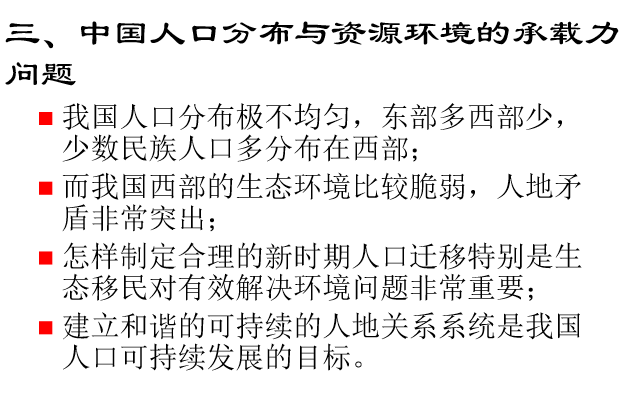 三、中国人口分布与资源环境的承载力
问题
我国人口分布极不均匀，东部多西部少，
少数民族人口多分布在西部；
而我国西部的生态环境比较脆弱，人地矛
盾非常突出；
怎样制定合理的新时期人口迁移特别是生
态移民对有效解决环境问题非常重要；
建立和谐的可持续的人地关系系统是我国
人口可持续发展的目标。